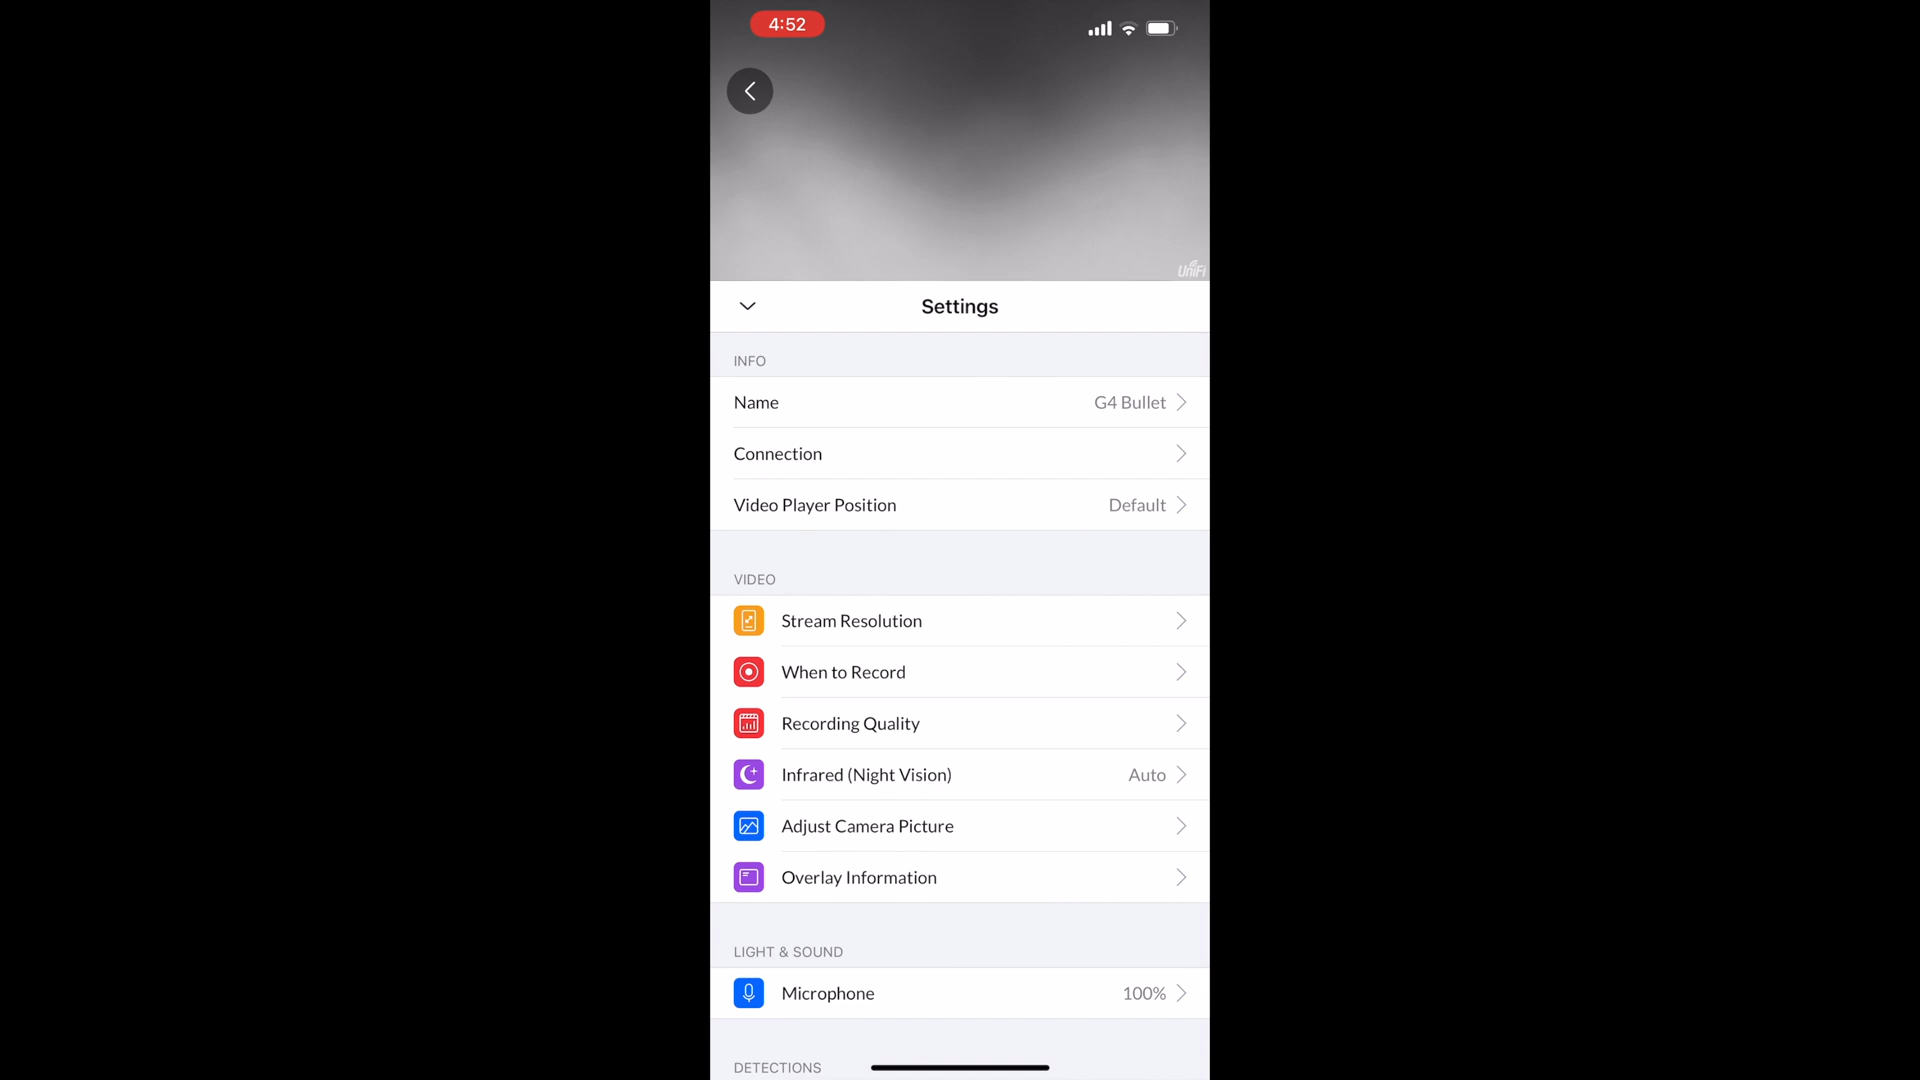 4:52
UniFi
Settings
INFO
Name G4 Bullet
Connection
Video Player Position Default
VIDEO
Stream Resolution
When to Record
Recording Quality
Infrared (Night Vision) Auto
Adjust Camera Picture
Overlay Information
LIGHT & SOUND
Microphone 100%
DETECTIONS